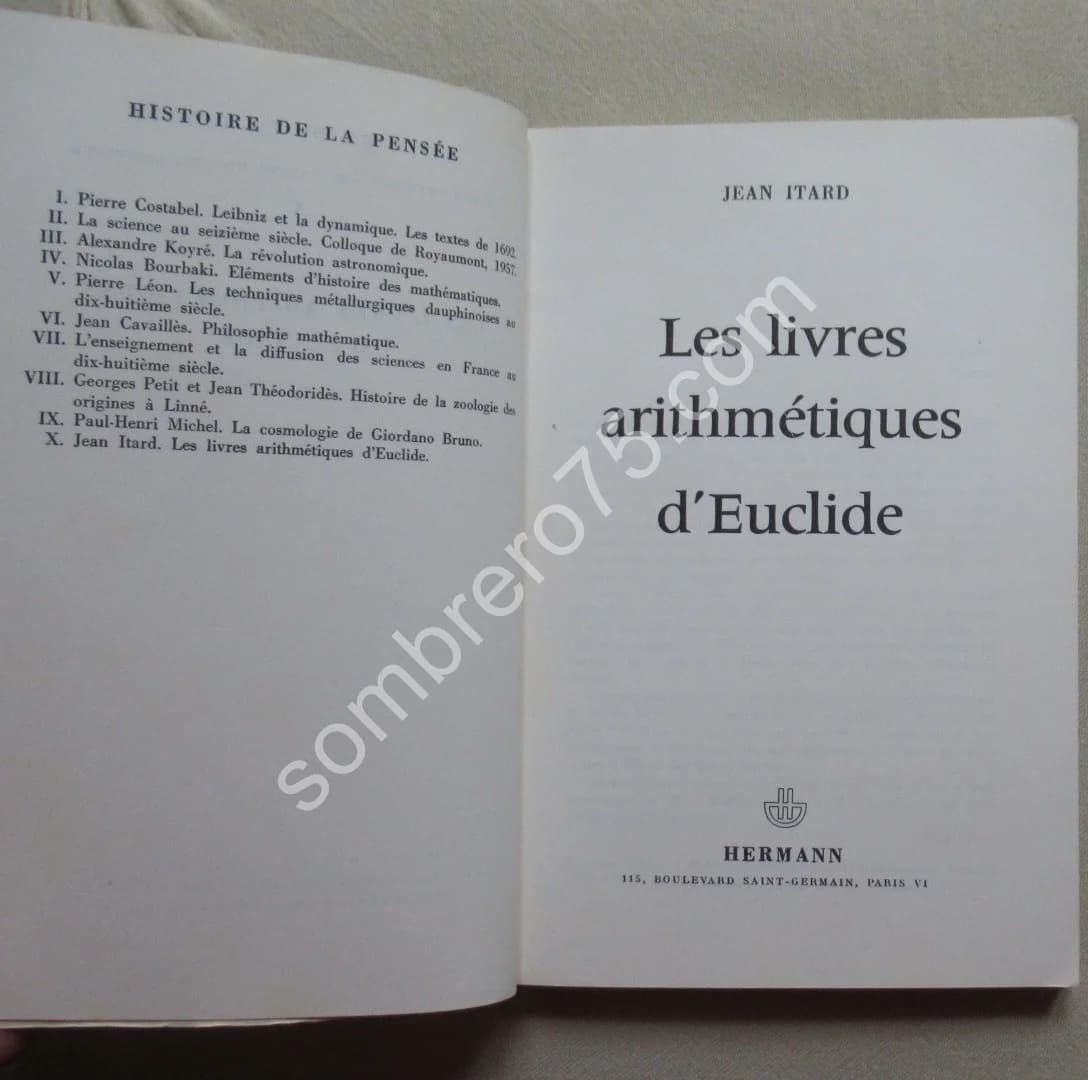 HISTOIRE DE LA PENSÉE
I. Pierre Costabel. Leibniz et la dynamique. Les textes de 1692.
II. La science au seizième siècle. Colloque de Royaumont, 1957.
III. Alexandre Koyré. La révolution astronomique.
IV. Nicolas Bourbaki. Eléments d'histoire des mathématiques.
V. Pierre Léon. Les techniques métallurgiques dauphinoises au
dix-huitième siècle.
VI. Jean Cavaillès. Philosophie mathématique.
VII. L'enseignement et la diffusion des sciences en France au
dix-huitième siècle.
VIII. Georges Petit et Jean Théodoridès. Histoire de la zoologie des
origines à Linné.
IX. Paul-Henri Michel. La cosmologie de Giordano Bruno.
X. Jean Itard. Les livres arithmétiques d'Euclide.
JEAN ITARD
Les livres
arithmétiques
d'Euclide
HERMANN
115, BOULEVARD SAINT-GERMAIN, PARIS VI
sombrero75.com